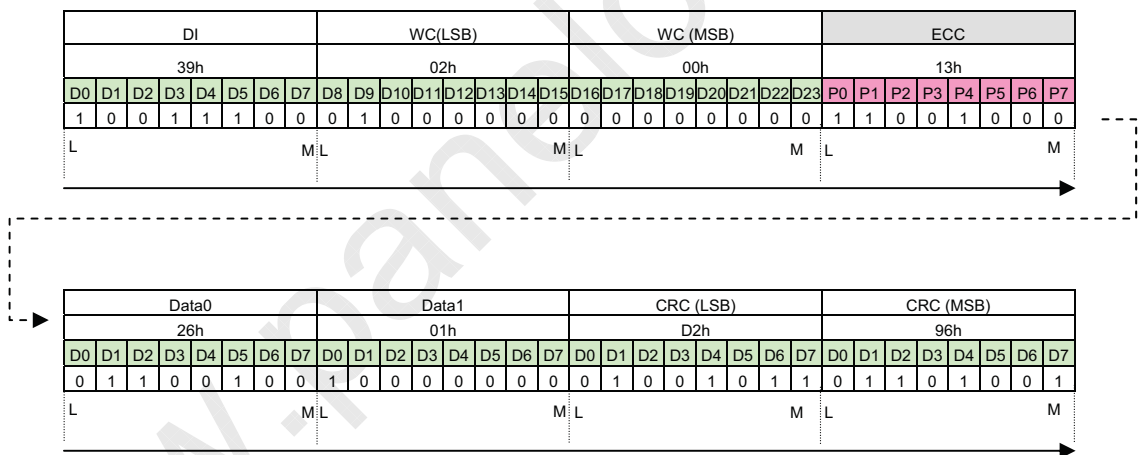 DI WC(LSB) WC (MSB) ECC
39h 02h 00h 13h
D0 D1 D2 D3 D4 D5 D6 D7 D8 D9 D10 D11 D12 D13 D14 D15 D16 D17 D18 D19 D20 D21 D22 D23 P0 P1 P2 P3 P4 P5 P6 P7
1 0 0 1 1 1 0 0 0 1 0 0 0 0 0 0 0 0 0 0 0 0 0 0 1 1 0 0 1 0 0 0
L M L M L M L M
Data0 Data1 CRC (LSB) CRC (MSB)
26h 01h D2h 96h
D0 D1 D2 D3 D4 D5 D6 D7 D0 D1 D2 D3 D4 D5 D6 D7 D0 D1 D2 D3 D4 D5 D6 D7 D0 D1 D2 D3 D4 D5 D6 D7
0 1 1 0 0 1 0 0 1 0 0 0 0 0 0 0 0 1 0 0 1 0 1 1 0 1 1 0 1 0 0 1
L M L M L M L M
w.panelo